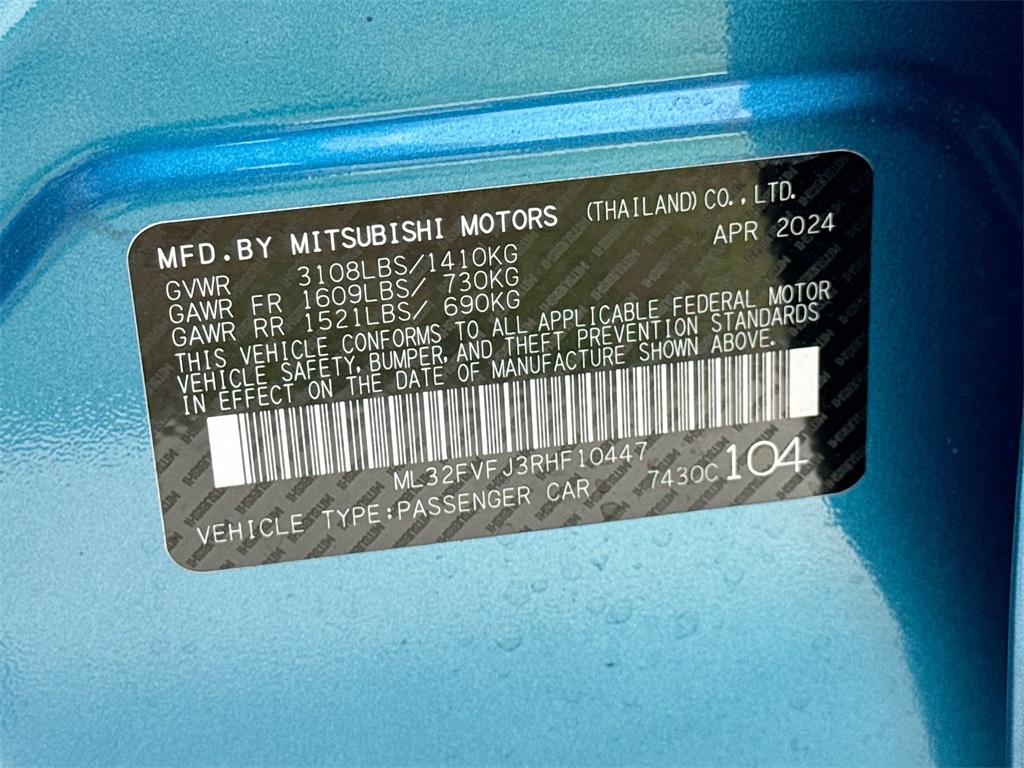 MFD.BY MITSUBISHI MOTORS (THAILAND) CO.,LTD.
APR 2024
GVWR 3108LBS/1410KG
GAWR FR 1609LBS/ 730KG
GAWR RR 1521LBS/ 690KG
THIS VEHICLE CONFORMS TO ALL APPLICABLE FEDERAL MOTOR
VEHICLE SAFETY, BUMPER, AND THEFT PREVENTION STANDARDS
IN EFFECT ON THE DATE OF MANUFACTURE SHOWN ABOVE.
ML32FVFJ3RHF10447
7430C 104
VEHICLE TYPE:PASSENGER CAR